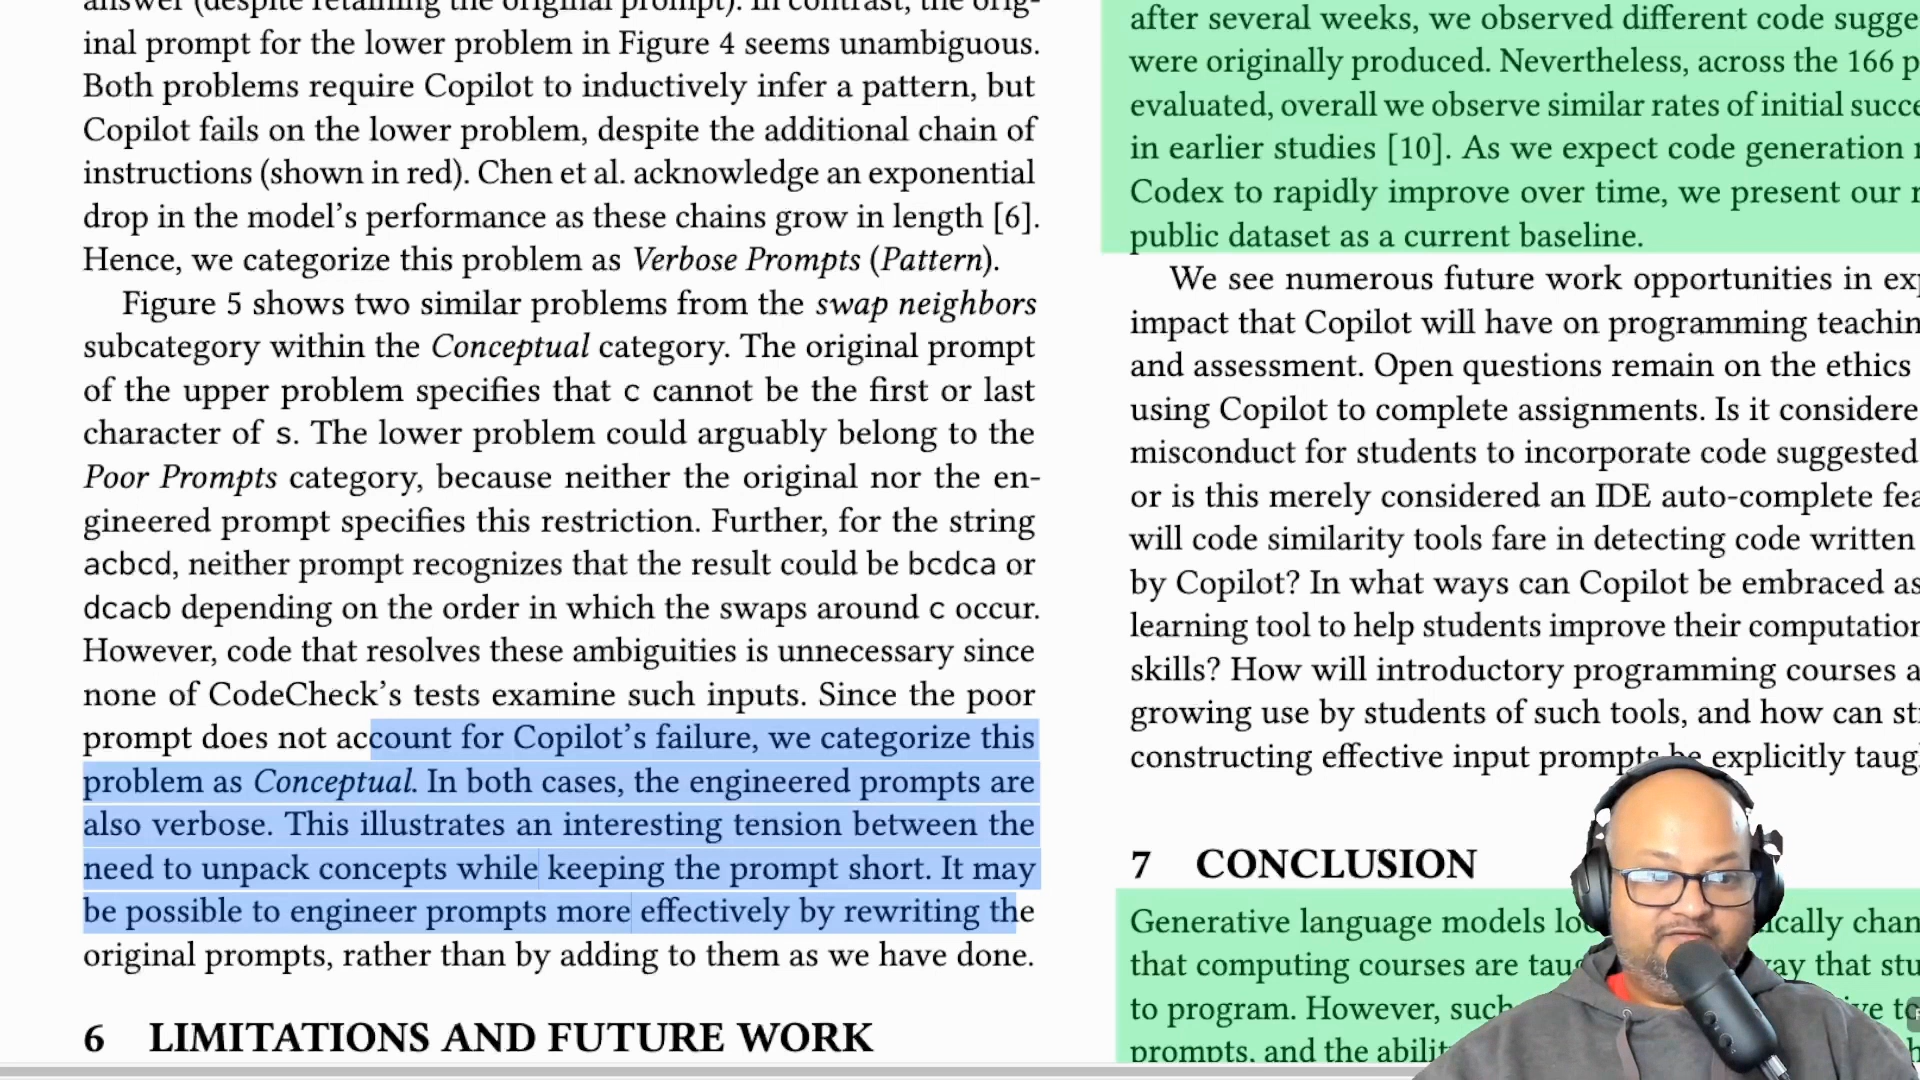 answer (despite retaining the original prompt). In contrast, the orig-
inal prompt for the lower problem in Figure 4 seems unambiguous.
Both problems require Copilot to inductively infer a pattern, but
Copilot fails on the lower problem, despite the additional chain of
instructions (shown in red). Chen et al. acknowledge an exponential
drop in the model's performance as these chains grow in length [6].
Hence, we categorize this problem as Verbose Prompts (Pattern).
Figure 5 shows two similar problems from the swap neighbors
subcategory within the Conceptual category. The original prompt
of the upper problem specifies that c cannot be the first or last
character of s. The lower problem could arguably belong to the
Poor Prompts category, because neither the original nor the en-
gineered prompt specifies this restriction. Further, for the string
acbcd, neither prompt recognizes that the result could be bcdca or
dcacb depending on the order in which the swaps around c occur.
However, code that resolves these ambiguities is unnecessary since
none of CodeCheck's tests examine such inputs. Since the poor
prompt does not account for Copilot's failure, we categorize this
problem as Conceptual. In both cases, the engineered prompts are
also verbose. This illustrates an interesting tension between the
need to unpack concepts while keeping the prompt short. It may
be possible to engineer prompts more effectively by rewriting the
original prompts, rather than by adding to them as we have done.
6 LIMITATIONS AND FUTURE WORK
after several weeks, we observed different code sugge
were originally produced. Nevertheless, across the 166 p
evaluated, overall we observe similar rates of initial succe
in earlier studies [10]. As we expect code generation
Codex to rapidly improve over time, we present our
public dataset as a current baseline.
We see numerous future work opportunities in exp
impact that Copilot will have on programming teachin
and assessment. Open questions remain on the ethics
using Copilot to complete assignments. Is it considere
misconduct for students to incorporate code suggested
or is this merely considered an IDE auto-complete fea
will code similarity tools fare in detecting code written
by Copilot? In what ways can Copilot be embraced as
learning tool to help students improve their computation
skills? How will introductory programming courses a
growing use by students of such tools, and how can st
constructing effective input prompts be explicitly taug
7 CONCLUSION
Generative language models lo ically chan
that computing courses are tau way that stu
to program. However, such ive to
prompts, and the abilit